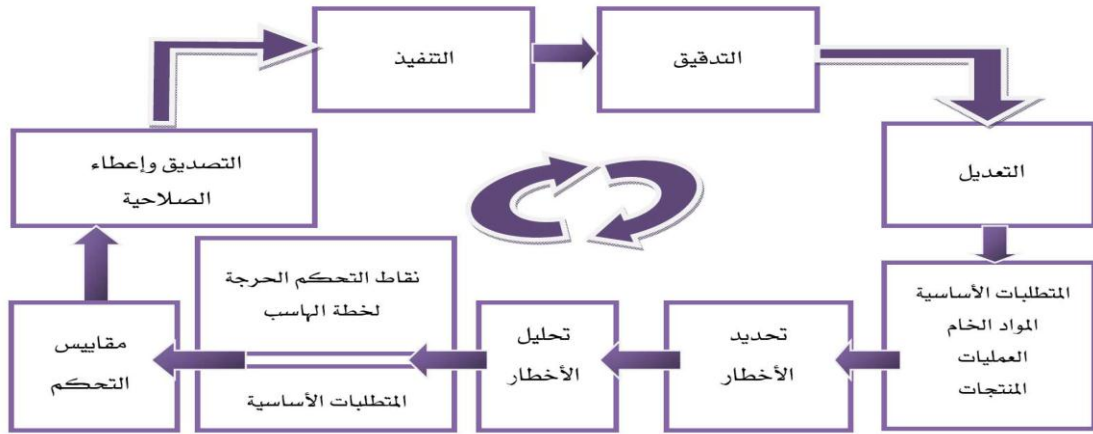 التنفيذ
التدقيق
التعديل
المتطلبات الأساسية
المواد الخام
العمليات
المنتجات
تحديد
الأخطار
تحليل
الأخطار
نقاط التحكم الحرجة
لخطة الهاسب
المتطلبات الأساسية
مقاييس
التحكم
التصديق وإعطاء
الصلاحية